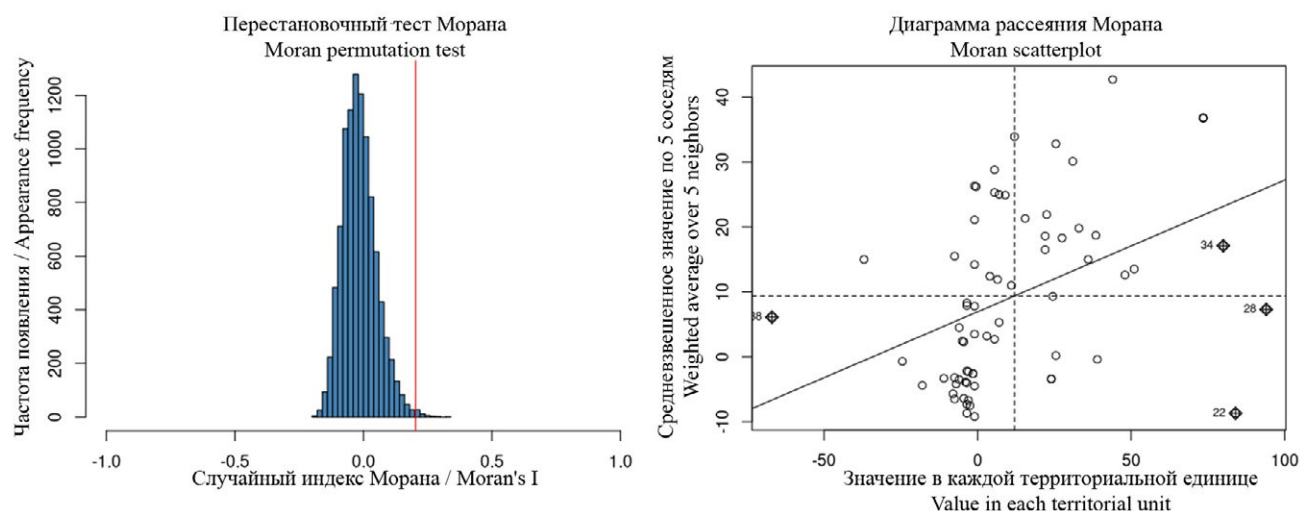 Перестановочный тест Морана
Moran permutation test
Частота появления / Appearance frequency
1200
1000
800
600
400
200
0
-1.0 -0.5 0.0 0.5 1.0
Случайный индекс Морана / Moran's I
Диаграмма рассеяния Морана
Moran scatterplot
Средневзвешенное значение по 5 соседям
Weighted average over 5 neighbors
40
30
20
10
0
-10
34
28
38
22
-50 0 50 100
Значение в каждой территориальной единице
Value in each territorial unit